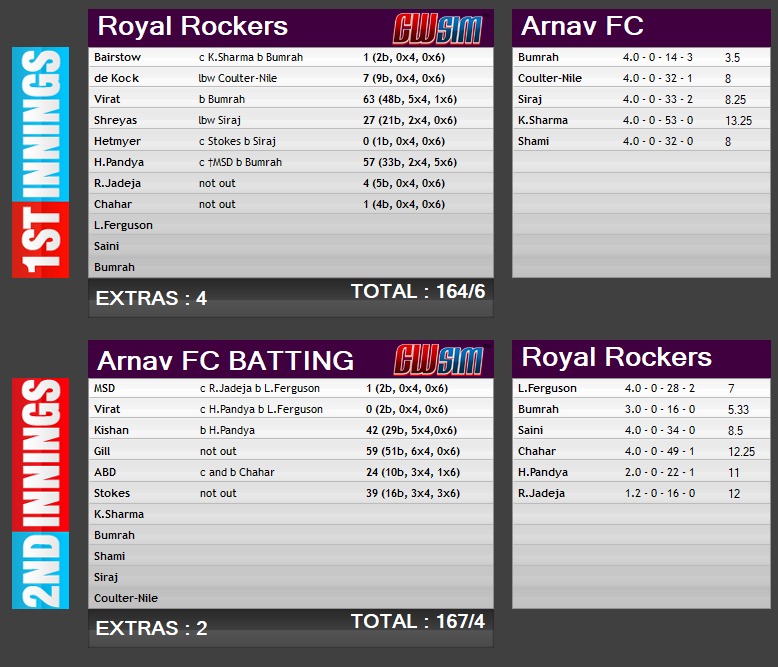 1ST INNINGS
Royal Rockers CWSIM
Bairstow c K.Sharma b Bumrah 1 (2b, 0x4, 0x6)
de Kock lbw Coulter-Nile 7 (9b, 0x4, 0x6)
Virat b Bumrah 63 (48b, 5x4, 1x6)
Shreyas lbw Siraj 27 (21b, 2x4, 0x6)
Hetmyer c Stokes b Siraj 0 (1b, 0x4, 0x6)
H.Pandya c †MSD b Bumrah 57 (33b, 2x4, 5x6)
R.Jadeja not out 4 (5b, 0x4, 0x6)
Chahar not out 1 (4b, 0x4, 0x6)
L.Ferguson
Saini
Bumrah
EXTRAS : 4 TOTAL : 164/6
Arnav FC
Bumrah 4.0 - 0 - 14 - 3 3.5
Coulter-Nile 4.0 - 0 - 32 - 1 8
Siraj 4.0 - 0 - 33 - 2 8.25
K.Sharma 4.0 - 0 - 53 - 0 13.25
Shami 4.0 - 0 - 32 - 0 8
2ND INNINGS
Arnav FC BATTING CWSIM
MSD c R.Jadeja b L.Ferguson 1 (2b, 0x4, 0x6)
Virat c H.Pandya b L.Ferguson 0 (2b, 0x4, 0x6)
Kishan b H.Pandya 42 (29b, 5x4,0x6)
Gill not out 59 (51b, 6x4, 0x6)
ABD c and b Chahar 24 (10b, 3x4, 1x6)
Stokes not out 39 (16b, 3x4, 3x6)
K.Sharma
Bumrah
Shami
Siraj
Coulter-Nile
EXTRAS : 2 TOTAL : 167/4
Royal Rockers
L.Ferguson 4.0 - 0 - 28 - 2 7
Bumrah 3.0 - 0 - 16 - 0 5.33
Saini 4.0 - 0 - 34 - 0 8.5
Chahar 4.0 - 0 - 49 - 1 12.25
H.Pandya 2.0 - 0 - 22 - 1 11
R.Jadeja 1.2 - 0 - 16 - 0 12